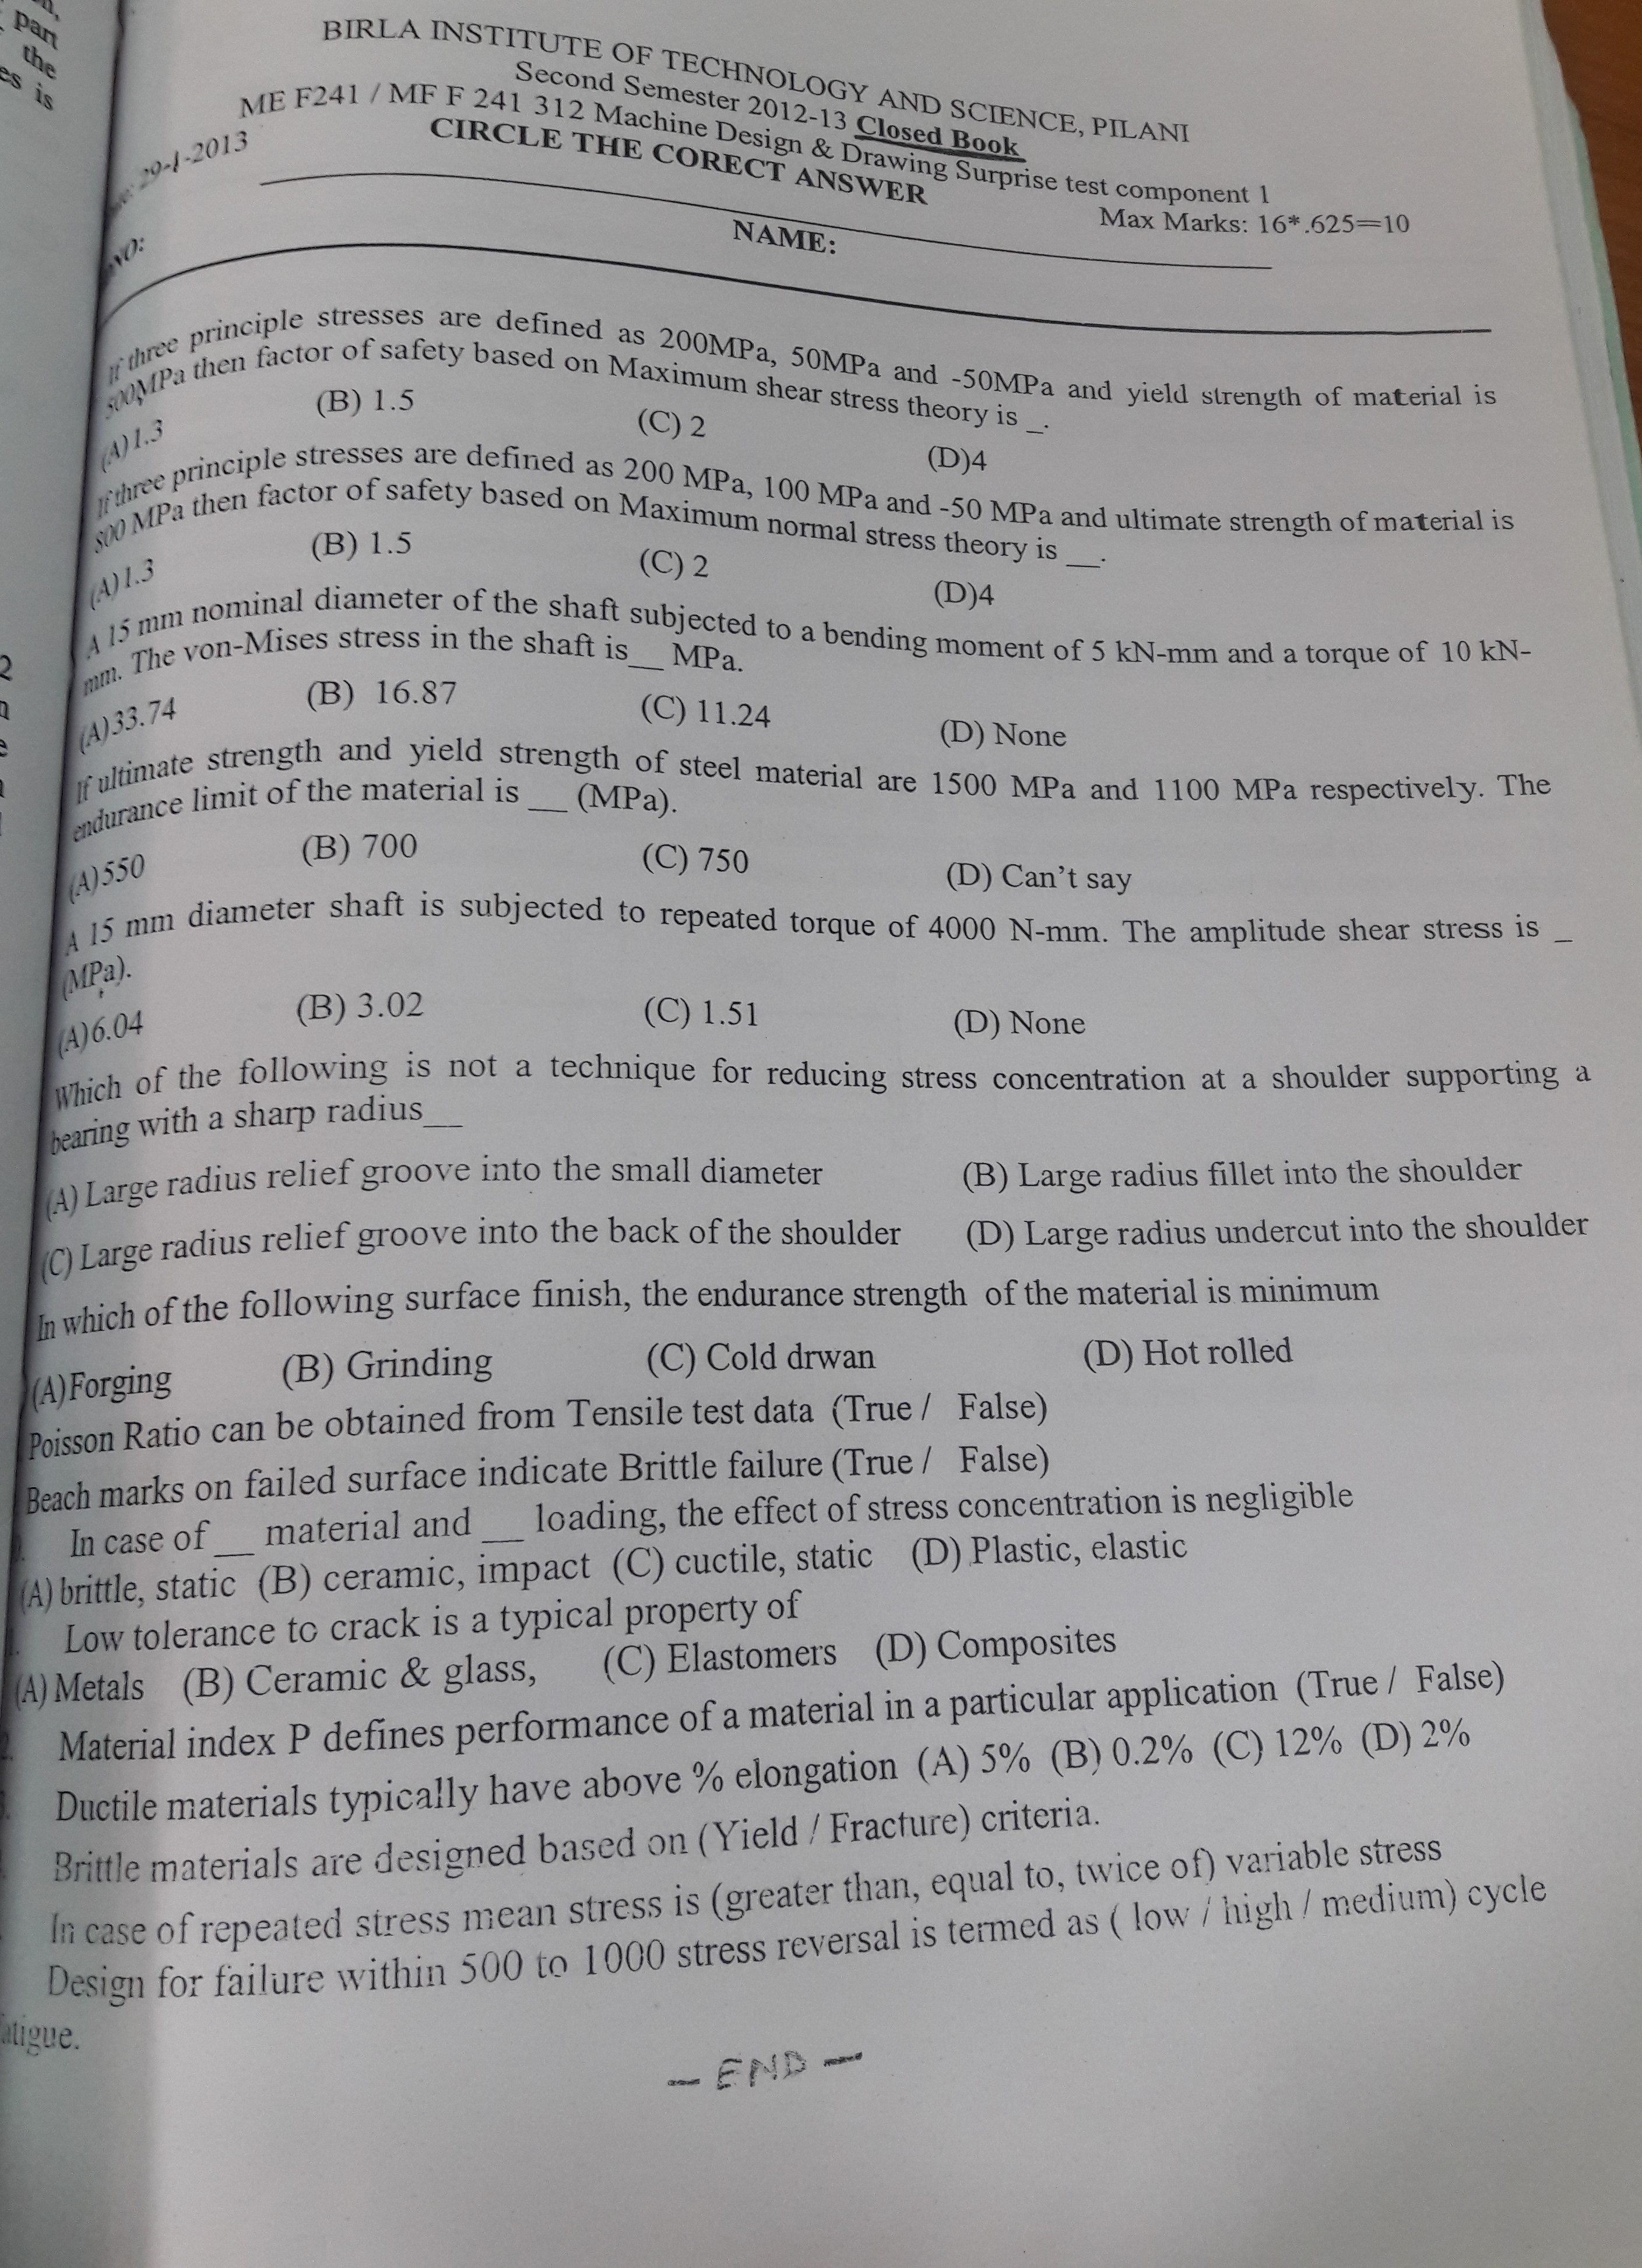 part
the
es is
BIRLA INSTITUTE OF TECHNOLOGY AND SCIENCE, PILANI
Second Semester 2012-13 Closed Book
ME F241 / MF F 241 312 Machine Design & Drawing Surprise test component 1
CIRCLE THE CORECT ANSWER
29-1-2013
Max Marks: 16*.625=10
NO:
NAME:
If three principle stresses are defined as 200MPa, 50MPa and -50MPa and yield strength of material is
500MPa then factor of safety based on Maximum shear stress theory is _.
(A)1.3 (B) 1.5 (C) 2 (D)4
If three principle stresses are defined as 200 MPa, 100 MPa and -50 MPa and ultimate strength of material is
800 MPa then factor of safety based on Maximum normal stress theory is __.
(A)1.3 (B) 1.5 (C) 2 (D)4
A 15 mm nominal diameter of the shaft subjected to a bending moment of 5 kN-mm and a torque of 10 kN-
mm. The von-Mises stress in the shaft is__ MPa.
(A)33.74 (B) 16.87 (C) 11.24 (D) None
If ultimate strength and yield strength of steel material are 1500 MPa and 1100 MPa respectively. The
endurance limit of the material is __ (MPa).
(A)550 (B) 700 (C) 750 (D) Can't say
A 15 mm diameter shaft is subjected to repeated torque of 4000 N-mm. The amplitude shear stress is _
(MPa).
(A)6.04 (B) 3.02 (C) 1.51 (D) None
Which of the following is not a technique for reducing stress concentration at a shoulder supporting a
bearing with a sharp radius__
(A) Large radius relief groove into the small diameter (B) Large radius fillet into the shoulder
(C) Large radius relief groove into the back of the shoulder (D) Large radius undercut into the shoulder
In which of the following surface finish, the endurance strength of the material is minimum
(A)Forging (B) Grinding (C) Cold drwan (D) Hot rolled
Poisson Ratio can be obtained from Tensile test data (True / False)
Beach marks on failed surface indicate Brittle failure (True / False)
In case of __ material and __ loading, the effect of stress concentration is negligible
(A) brittle, static (B) ceramic, impact (C) cuctile, static (D) Plastic, elastic
Low tolerance to crack is a typical property of
(A) Metals (B) Ceramic & glass, (C) Elastomers (D) Composites
Material index P defines performance of a material in a particular application (True / False)
Ductile materials typically have above % elongation (A) 5% (B) 0.2% (C) 12% (D) 2%
Brittle materials are designed based on (Yield / Fracture) criteria.
In case of repeated stress mean stress is (greater than, equal to, twice of) variable stress
Design for failure within 500 to 1000 stress reversal is termed as ( low / high / medium) cycle
fatigue.
- END -